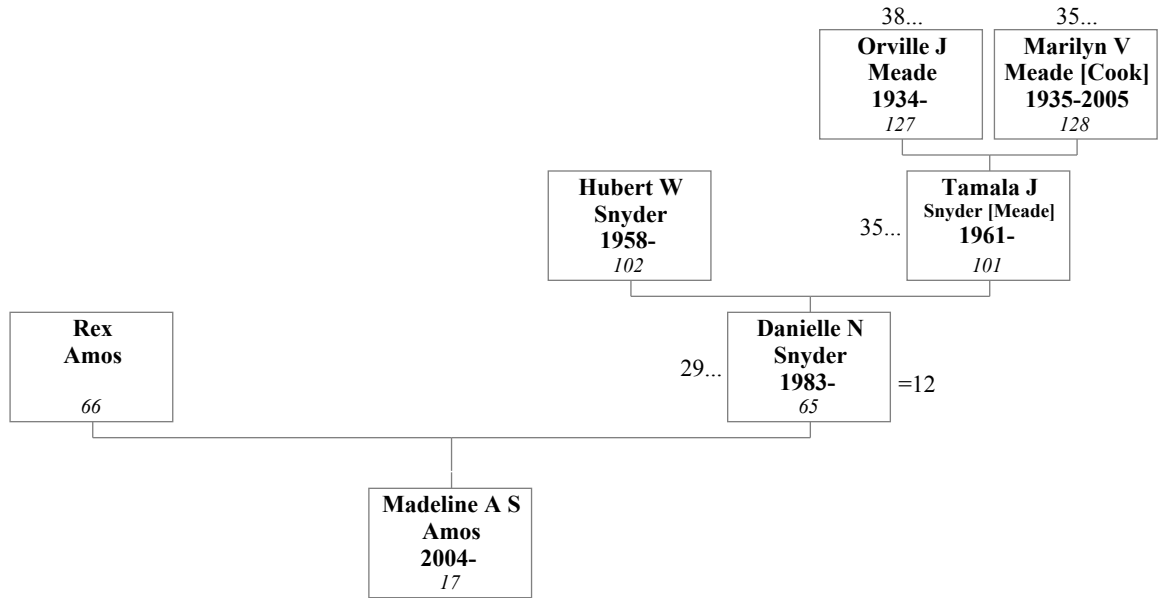 38...
35...
Orville J
Meade
1934-
127
Marilyn V
Meade [Cook]
1935-2005
128
Hubert W
Snyder
1958-
102
35...
Tamala J
Snyder [Meade]
1961-
101
Rex
Amos
66
29...
Danielle N
Snyder
1983-
65
=12
Madeline A S
Amos
2004-
17